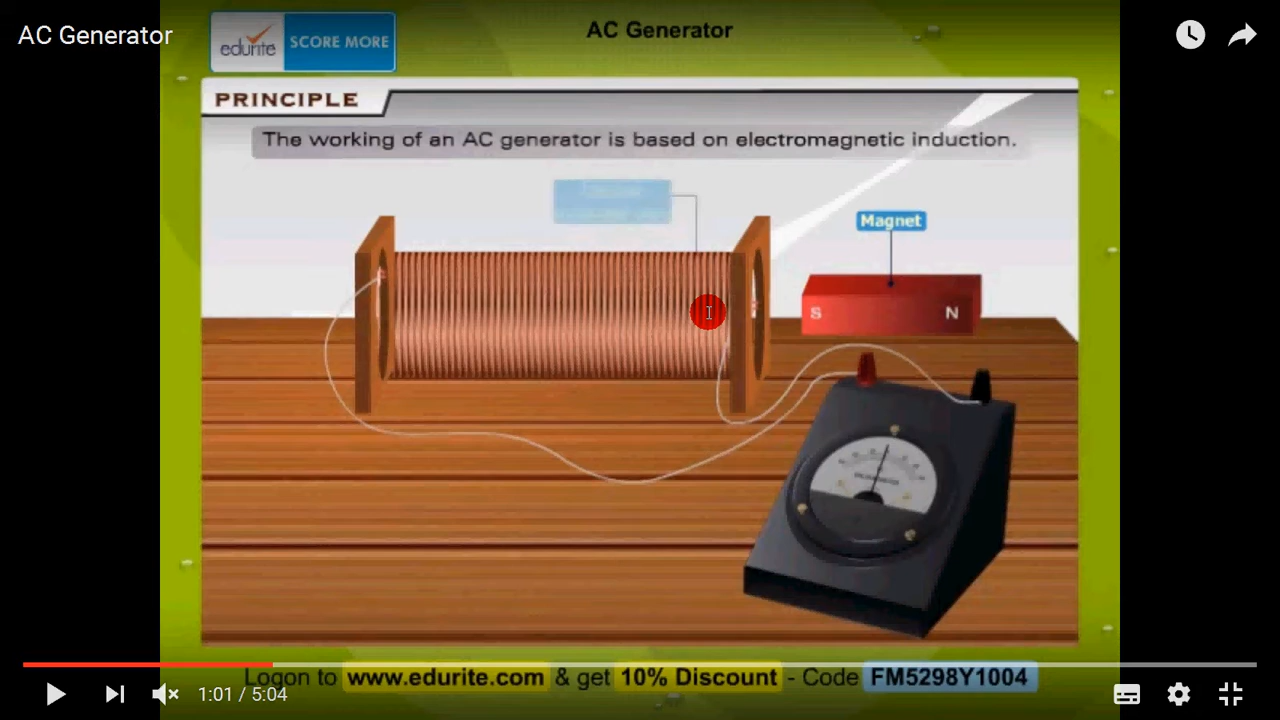 AC Generator
edurite SCORE MORE
AC Generator
PRINCIPLE
The working of an AC generator is based on electromagnetic induction.
Magnet
S N
Logon to www.edurite.com & get 10% Discount - Code FM5298Y1004
1:01 / 5:04